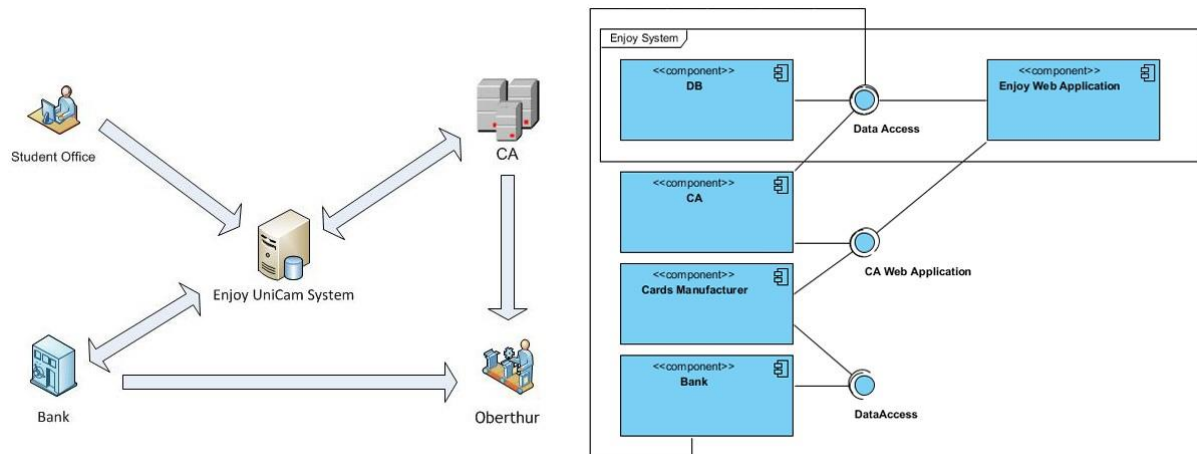 Student Office
CA
Enjoy UniCam System
Bank
Oberthur
Enjoy System
<<component>>
DB
Data Access
<<component>>
Enjoy Web Application
<<component>>
CA
CA Web Application
<<component>>
Cards Manufacturer
<<component>>
Bank
DataAccess